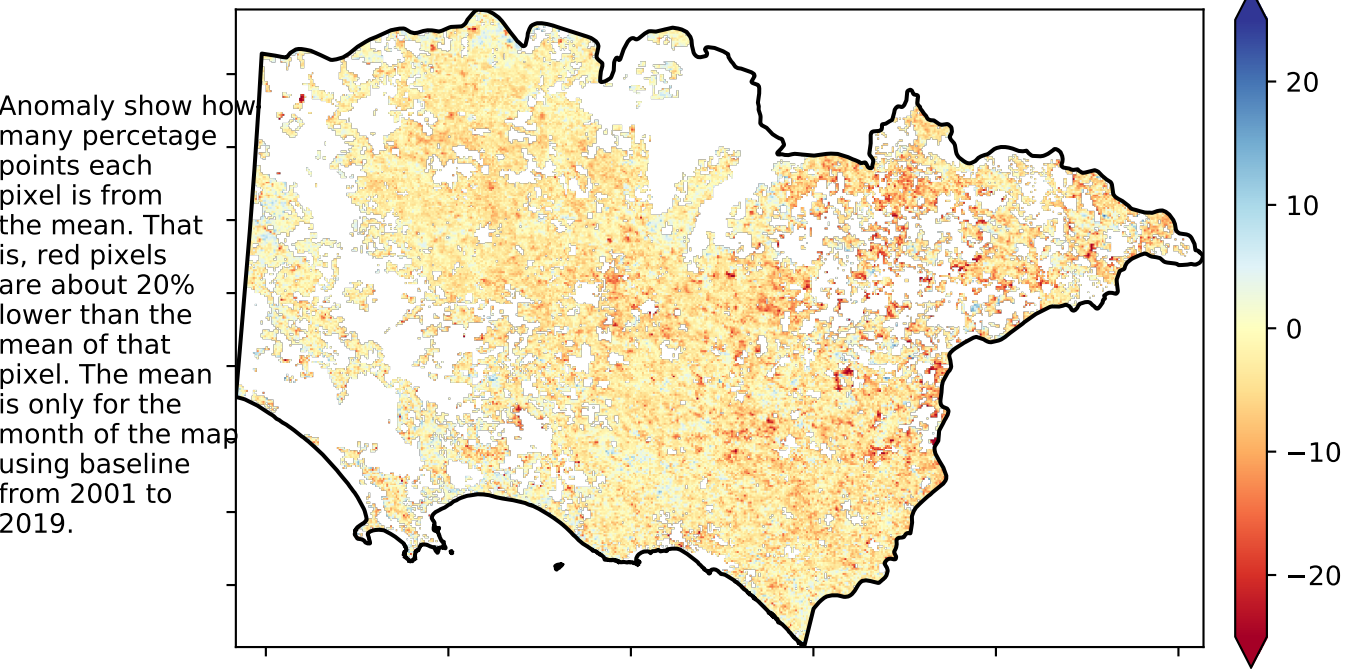 Anomaly show how
many percetage
points each
pixel is from
the mean. That
is, red pixels
are about 20%
lower than the
mean of that
pixel. The mean
is only for the
month of the map
using baseline
from 2001 to
2019.
20
10
0
−10
−20